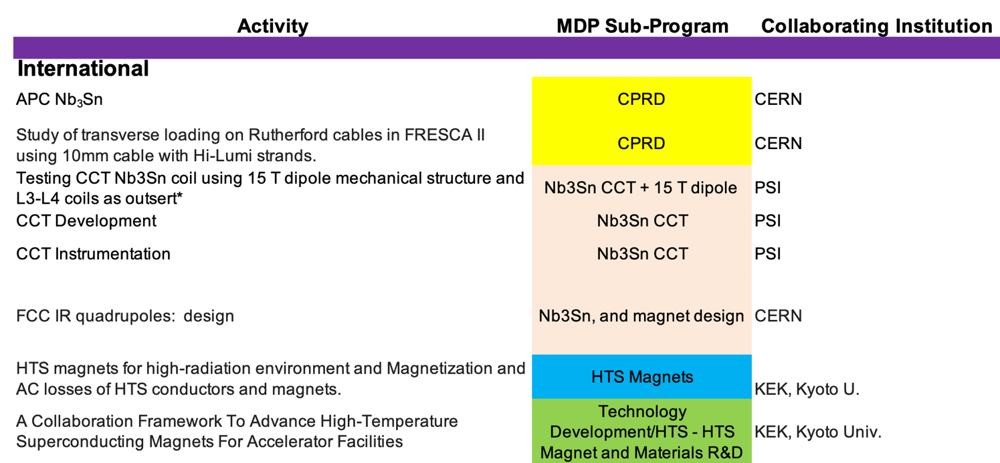 Activity MDP Sub-Program Collaborating Institution
International
APC Nb₃Sn CPRD CERN
Study of transverse loading on Rutherford cables in FRESCA II
using 10mm cable with Hi-Lumi strands.
CPRD CERN
Testing CCT Nb3Sn coil using 15 T dipole mechanical structure and
L3-L4 coils as outsert*
Nb3Sn CCT + 15 T dipole PSI
CCT Development Nb3Sn CCT PSI
CCT Instrumentation Nb3Sn CCT PSI
FCC IR quadrupoles: design Nb3Sn, and magnet design CERN
HTS magnets for high-radiation environment and Magnetization and
AC losses of HTS conductors and magnets.
HTS Magnets
KEK, Kyoto U.
A Collaboration Framework To Advance High-Temperature
Superconducting Magnets For Accelerator Facilities
Technology
Development/HTS - HTS
Magnet and Materials R&D
KEK, Kyoto Univ.